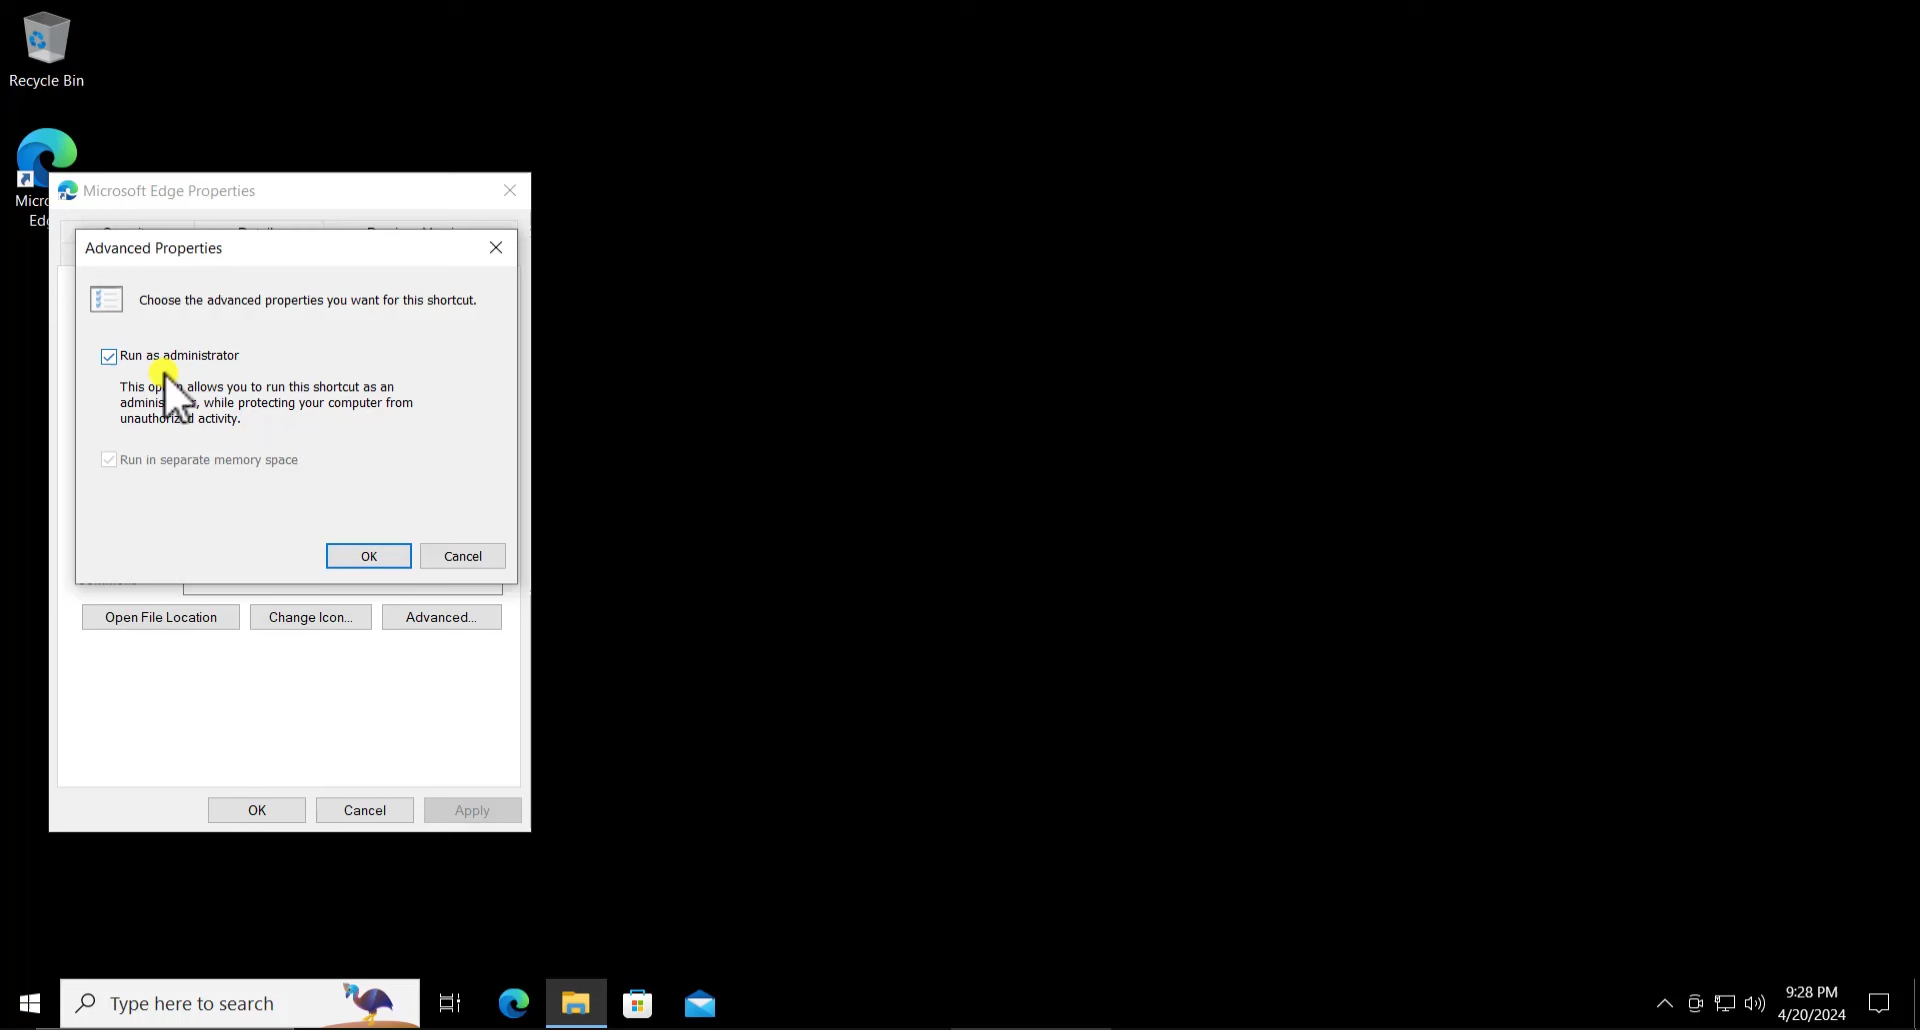 Recycle Bin
Microsoft Edge Properties
Advanced Properties
Choose the advanced properties you want for this shortcut.
Run as administrator
This allows you to run this shortcut as an
while protecting your computer from
activity.
Run in separate memory space
OK
Cancel
Open File Location
Change Icon...
Advanced...
OK
Cancel
Apply
Type here to search
9:28 PM
4/20/2024